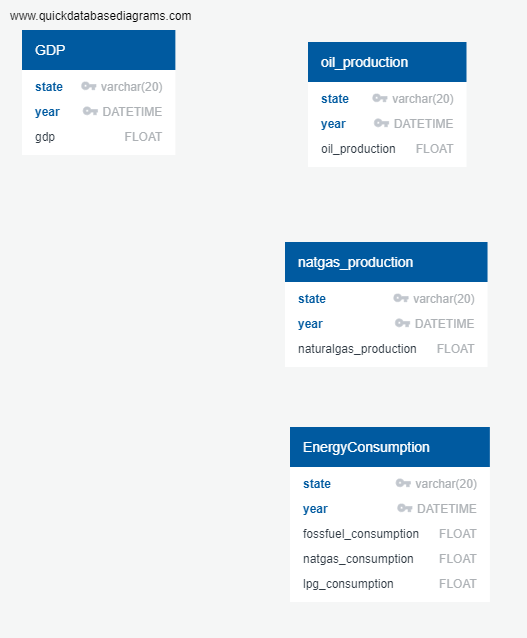 www.quickdatabasediagrams.com
GDP
state varchar(20)
year DATETIME
gdp FLOAT
oil_production
state varchar(20)
year DATETIME
oil_production FLOAT
natgas_production
state varchar(20)
year DATETIME
naturalgas_production FLOAT
EnergyConsumption
state varchar(20)
year DATETIME
fossfuel_consumption FLOAT
natgas_consumption FLOAT
lpg_consumption FLOAT